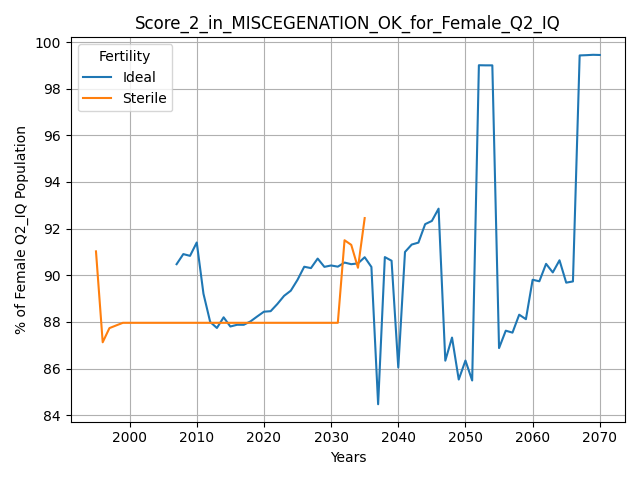 Score_2_in_MISCEGENATION_OK_for_Female_Q2_IQ
Fertility
Ideal
Sterile
% of Female Q2_IQ Population
100
98
96
94
92
90
88
86
84
2000 2010 2020 2030 2040 2050 2060 2070
Years